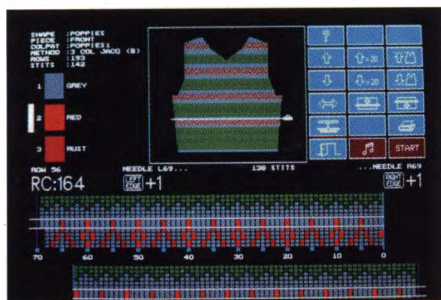 SHAPE :POPPIES
PIECE :FRONT
COLPAT :POPPIES1
METHOD :3 COL JACQ (B)
ROWS :193
STITS :142
1 GREY
2 RED
3 RUST
?
×20
×20
START
ROW 56 NEEDLE L69... 138 STITS ...NEEDLE R69
RC:164 LEFT EDGE +1 RIGHT EDGE +1
70 60 50 40 30 20 10 0